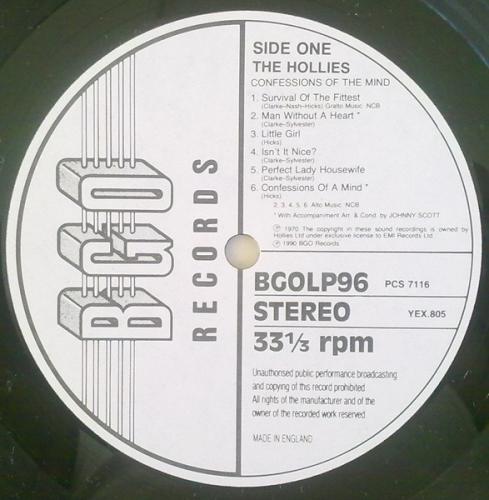 BGO
RECORDS
SIDE ONE
THE HOLLIES
CONFESSIONS OF THE MIND
1. Survival Of The Fittest
(Clarke–Nash–Hicks) Gralto Music NCB
2. Man Without A Heart *
(Clarke–Sylvester)
3. Little Girl
(Hicks)
4. Isn't It Nice?
(Clarke–Sylvester)
5. Perfect Lady Housewife
(Clarke–Sylvester)
6. Confessions Of A Mind *
(Hicks)
2, 3, 4, 5, 6 Alto Music NCB
* With Accompaniment Arr. & Cond. by JOHNNY SCOTT
℗ 1970 The copyright in these sound recordings is owned by
Hollies Ltd under exclusive license to EMI Records Ltd.
℗ 1990 BGO Records
BGOLP96 PCS 7116
STEREO YEX.805
33⅓ rpm
Unauthorised public performance broadcasting
and copying of this record prohibited
All rights of the manufacturer and of the
owner of the recorded work reserved
MADE IN ENGLAND